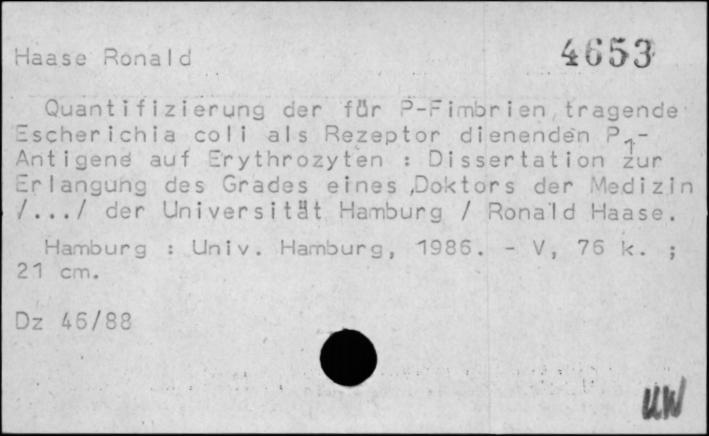 4653
Haase Ronald
Quantifizierung der für P-Fimbrien tragende
Escherichia coli als Rezeptor dienenden P1-
Antigene auf Erythrozyten : Dissertation zur
Erlangung des Grades eines Doktors der Medizin
/.../ der Universität Hamburg / Ronald Haase.
Hamburg : Univ. Hamburg, 1986. - V, 76 k. ;
21 cm.
Dz 46/88
UW